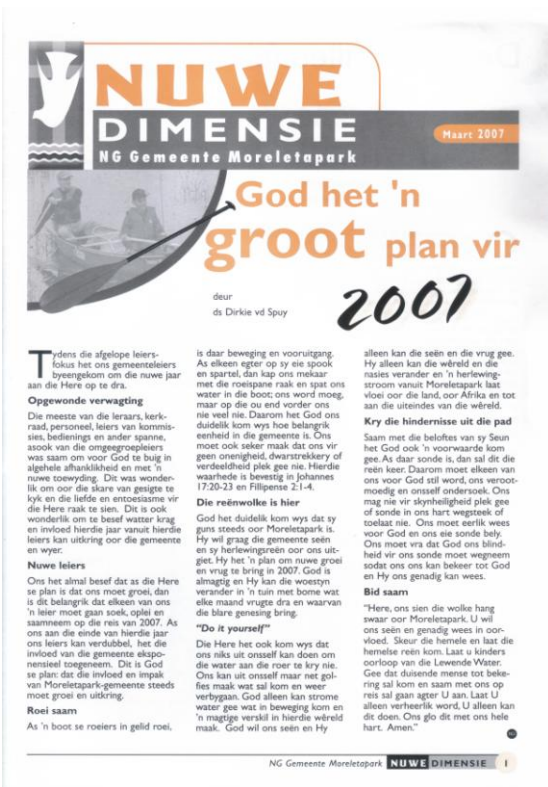 NUWE
DIMENSIE
NG Gemeente Moreletapark
Maart 2007
God het 'n
groot plan vir
2007
deur
ds Dirkie vd Spuy
Tydens die afgelope leiers-
fokus het ons gemeenteleiers
byeengekom om die nuwe jaar
aan die Here op te dra.
Opgewonde verwagting
Die meeste van die leraars, kerk-
raad, personeel, leiers van kommis-
sies, bedienings en ander spanne,
asook van die omgeegroepleiers
was saam om voor God te buig in
algehele afhanklikheid en met 'n
nuwe toewyding. Dit was wonder-
lik om oor die skare van gesigte te
kyk en die liefde en entoesiasme vir
die Here raak te sien. Dit is ook
wonderlik om te besef watter krag
en invloed hierdie jaar vanuit hierdie
leiers kan uitkring oor die gemeente
en wyer.
Nuwe leiers
Ons het almal besef dat as die Here
se plan is dat ons moet groei, dan
is dit belangrik dat elkeen van ons
'n leier moet gaan soek, oplei en
saamneem op die reis van 2007. As
ons aan die einde van hierdie jaar
ons leiers kan verdubbel, het die
invloed van die gemeente ekspo-
nensieel toegeneem. Dit is God
se plan: dat die invloed en impak
van Moreletapark-gemeente steeds
moet groei en uitkring.
Roei saam
As 'n boot se roeiers in gelid roei,
is daar beweging en vooruitgang.
As elkeen egter op sy eie spook
en spartel, dan kap ons mekaar
met die roeispane raak en spat ons
water in die boot; ons word moeg,
maar op die ou end vorder ons
nie veel nie. Daarom het God ons
duidelik kom wys hoe belangrik
eenheid in die gemeente is. Ons
moet ook seker maak dat ons vir
geen onenigheid, dwarstrekkery of
verdeeldheid plek gee nie. Hierdie
waarhede is bevestig in Johannes
17:20-23 en Fillipense 2:1-4.
Die reënwolke is hier
God het duidelik kom wys dat sy
guns steeds oor Moreletapark is.
Hy wil graag die gemeente seën
en sy herlewingsreën oor ons uit-
giet. Hy het 'n plan om nuwe groei
en vrug te bring in 2007. God is
almagtig en Hy kan die woestyn
verander in 'n tuin met bome wat
elke maand vrugte dra en waarvan
die blare genesing bring.
"Do it yourself"
Die Here het ook kom wys dat
ons niks uit onsself kan doen om
die water aan die roer te kry nie.
Ons kan uit onsself maar net gol-
fies maak wat sal kom en weer
verbygaan. God alleen kan strome
water gee wat in beweging kom en
'n magtige verskil in hierdie wêreld
maak. God wil ons seën en Hy
alleen kan die seën en die vrug gee.
Hy alleen kan die wêreld en die
nasies verander en 'n herlewing-
stroom vanuit Moreletapark laat
vloei oor die land, oor Afrika en tot
aan die uiteindes van die wêreld.
Kry die hindernisse uit die pad
Saam met die beloftes van sy Seun
het God ook 'n voorwaarde kom
gee. As daar sonde is, dan sal dit die
reën keer. Daarom moet elkeen van
ons voor God stil word, ons veroot-
moedig en onsself ondersoek. Ons
mag nie vir skynheiligheid plek gee
of sonde in ons hart wegsteek of
toelaat nie. Ons moet eerlik wees
voor God en ons eie sonde bely.
Ons moet vra dat God ons blind-
heid vir ons sonde moet wegneem
sodat ons ons kan bekeer tot God
en Hy ons genadig kan wees.
Bid saam
"Here, ons sien die wolke hang
swaar oor Moreletapark. U wil
ons seën en genadig wees in oor-
vloed. Skeur die hemele en laat die
hemelse reën kom. Laat u kinders
oorloop van die Lewende Water.
Gee dat duisende mense tot beke-
ring sal kom en saam met ons op
reis sal gaan agter U aan. Laat U
alleen verheerlik word, U alleen kan
dit doen. Ons glo dit met ons hele
hart. Amen."
NG Gemeente Moreletapark NUWE DIMENSIE 1